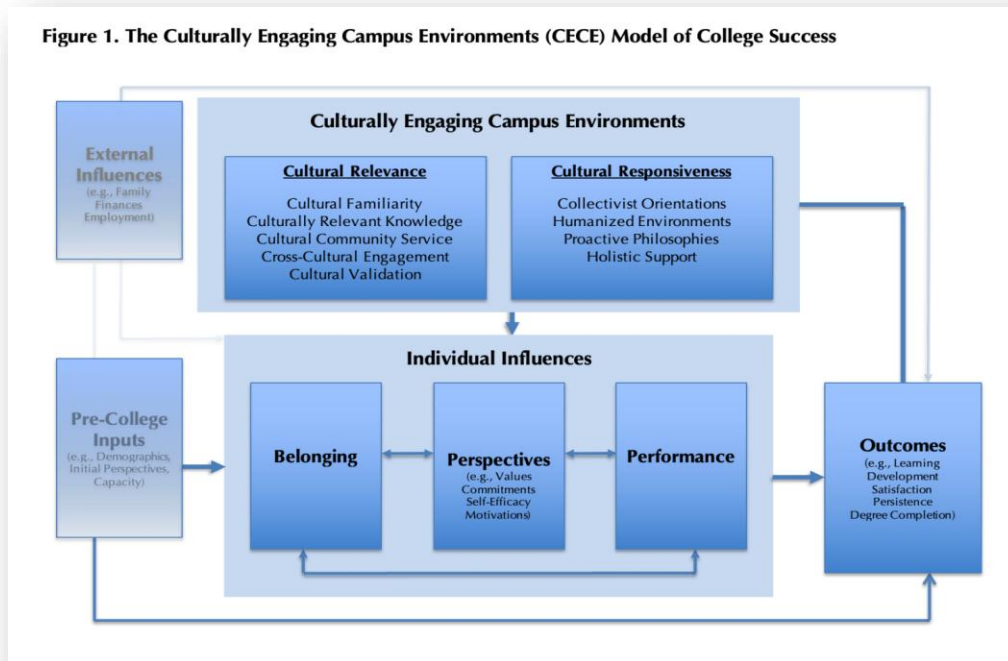 Figure 1. The Culturally Engaging Campus Environments (CECE) Model of College Success
External
Influences
(e.g., Family
Finances
Employment)
Culturally Engaging Campus Environments
Cultural Relevance
Cultural Familiarity
Culturally Relevant Knowledge
Cultural Community Service
Cross-Cultural Engagement
Cultural Validation
Cultural Responsiveness
Collectivist Orientations
Humanized Environments
Proactive Philosophies
Holistic Support
Pre-College
Inputs
(e.g., Demographics,
Initial Perspectives,
Capacity)
Individual Influences
Belonging
Perspectives
(e.g., Values
Commitments
Self-Efficacy
Motivations)
Performance
Outcomes
(e.g., Learning
Development
Satisfaction
Persistence
Degree Completion)